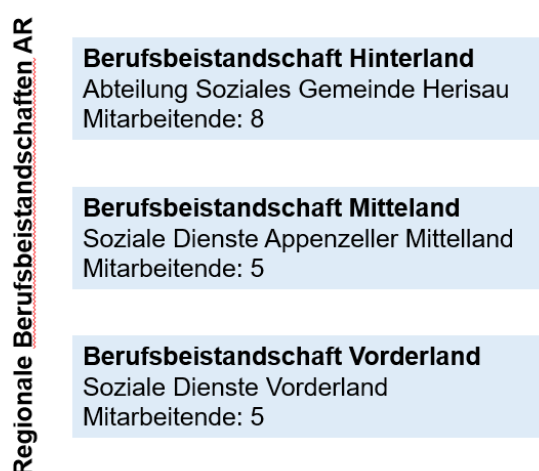 Regionale Berufsbeistandschaften AR
Berufsbeistandschaft Hinterland
Abteilung Soziales Gemeinde Herisau
Mitarbeitende: 8
Berufsbeistandschaft Mitteland
Soziale Dienste Appenzeller Mittelland
Mitarbeitende: 5
Berufsbeistandschaft Vorderland
Soziale Dienste Vorderland
Mitarbeitende: 5